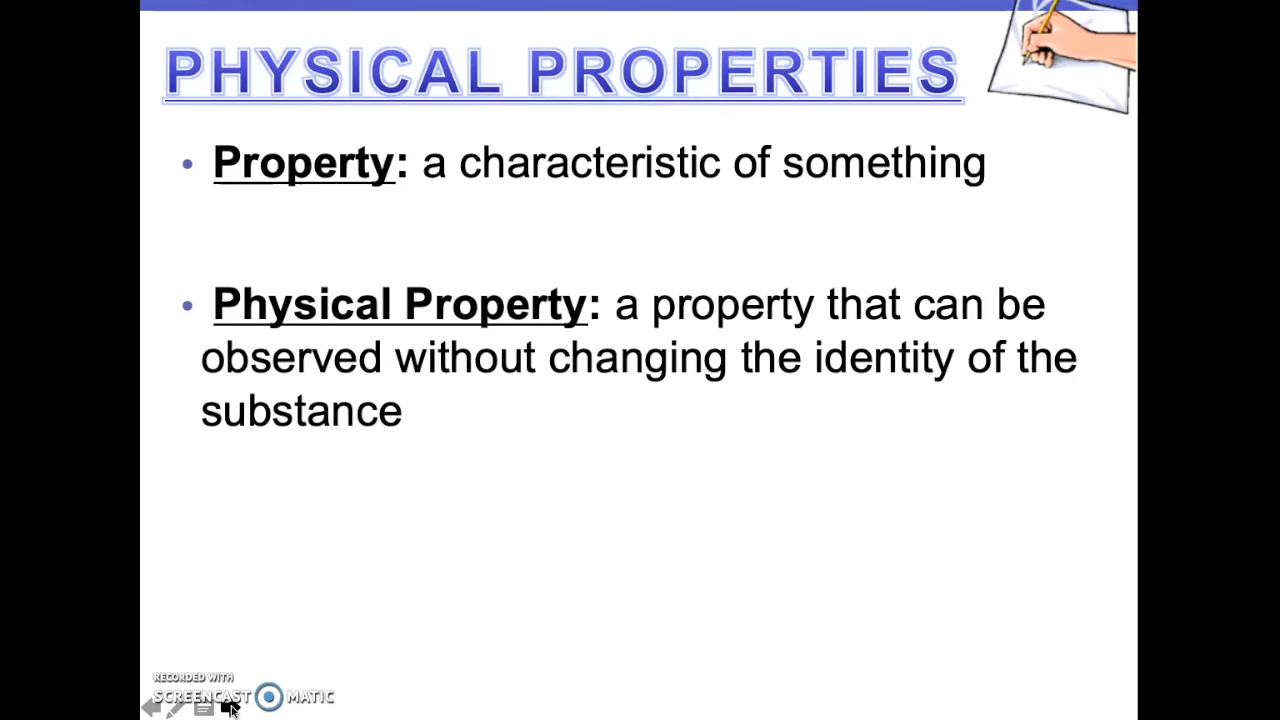 PHYSICAL PROPERTIES
• Property: a characteristic of something
• Physical Property: a property that can be
observed without changing the identity of the
substance
RECORDED WITH
SCREENCAST MATIC